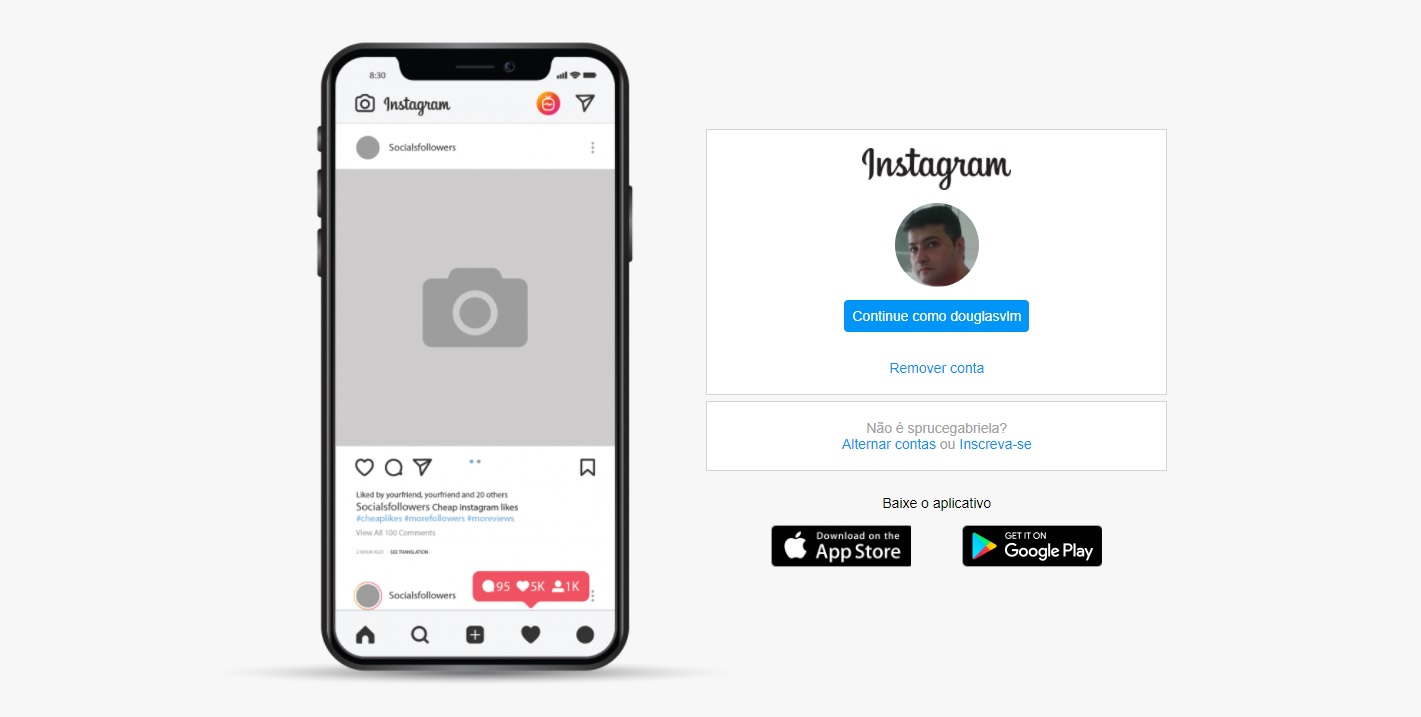 8:30
Instagram
Socialsfollowers
Liked by yourfriend, yourfriend and 20 others
Socialsfollowers Cheap instagram likes
#cheaplikes #morefollowers #morereviews
View All 100 Comments
2 HOUR AGO SEE TRANSLATION
Socialsfollowers
95 5K 1K
Instagram
Continue como douglasvlm
Remover conta
Não é sprucegabriela?
Alternar contas ou Inscreva-se
Baixe o aplicativo
Download on the
App Store
GET IT ON
Google Play